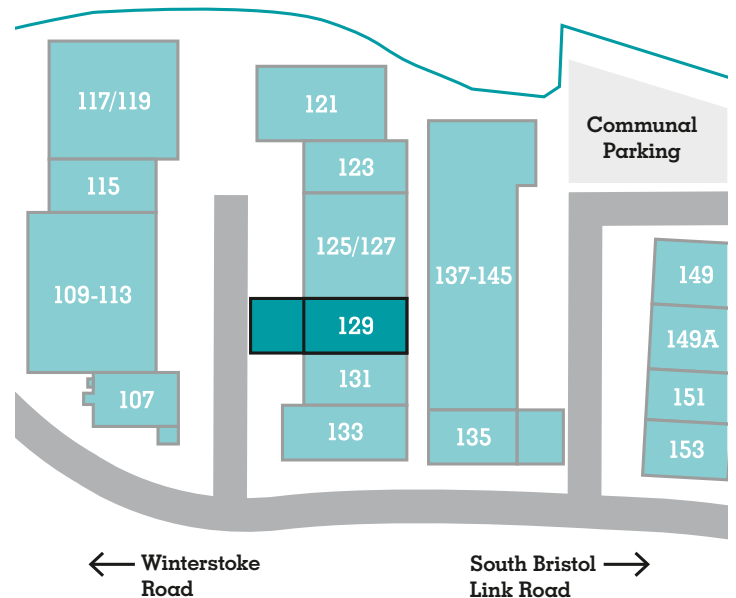 117/119
115
109-113
107
121
123
125/127
129
131
133
137-145
135
Communal
Parking
149
149A
151
153
Winterstoke
Road
South Bristol
Link Road